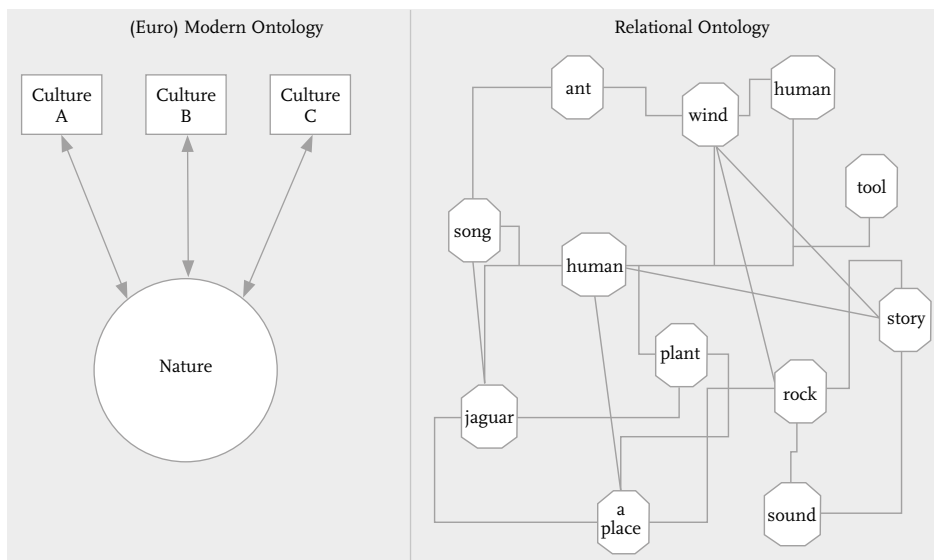 (Euro) Modern Ontology
Culture
A
Culture
B
Culture
C
Nature
Relational Ontology
ant
wind
human
tool
song
human
story
plant
rock
jaguar
a
place
sound